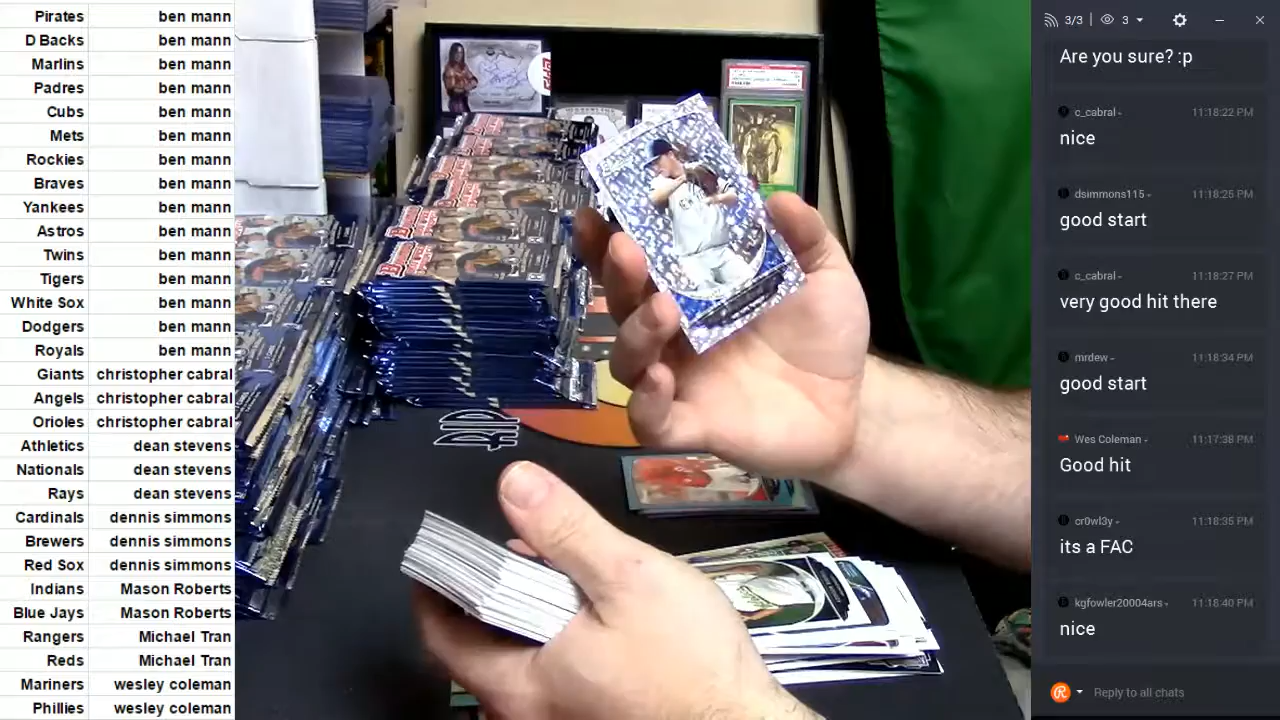 Pirates ben mann
D Backs ben mann
Marlins ben mann
Padres ben mann
Cubs ben mann
Mets ben mann
Rockies ben mann
Braves ben mann
Yankees ben mann
Astros ben mann
Twins ben mann
Tigers ben mann
White Sox ben mann
Dodgers ben mann
Royals ben mann
Giants christopher cabral
Angels christopher cabral
Orioles christopher cabral
Athletics dean stevens
Nationals dean stevens
Rays dean stevens
Cardinals dennis simmons
Brewers dennis simmons
Red Sox dennis simmons
Indians Mason Roberts
Blue Jays Mason Roberts
Rangers Michael Tran
Reds Michael Tran
Mariners wesley coleman
Phillies wesley coleman
RIP
3/3 3
Are you sure? :p
c_cabral 11:18:22 PM
nice
dsimmons115 11:18:25 PM
good start
c_cabral 11:18:27 PM
very good hit there
mrdew 11:18:34 PM
good start
Wes Coleman 11:17:38 PM
Good hit
cr0wl3y 11:18:35 PM
its a FAC
kgfowler20004ars 11:18:40 PM
nice
Reply to all chats